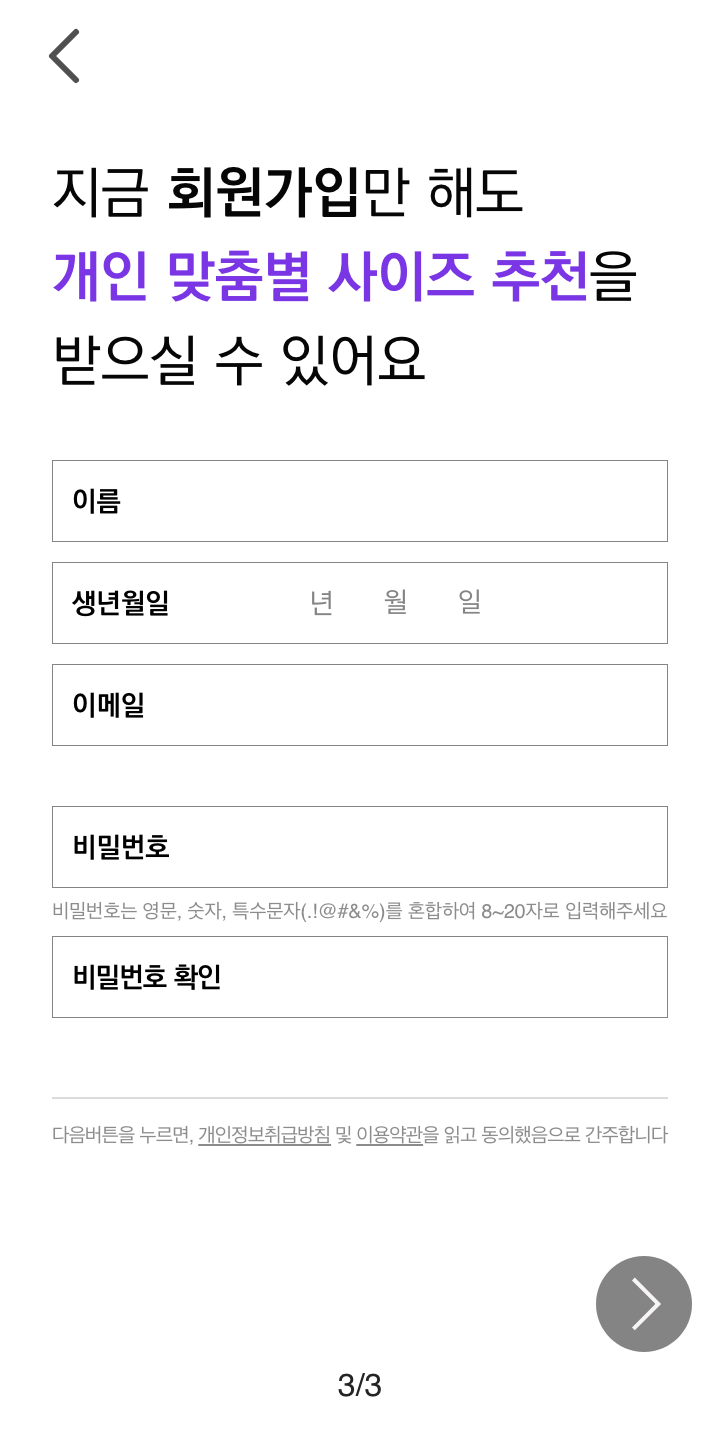 지금 회원가입만 해도
개인 맞춤별 사이즈 추천을
받으실 수 있어요
이름
생년월일 년 월 일
이메일
비밀번호
비밀번호는 영문, 숫자, 특수문자(.!@#&%)를 혼합하여 8~20자로 입력해주세요
비밀번호 확인
다음버튼을 누르면, 개인정보취급방침 및 이용약관을 읽고 동의했음으로 간주합니다
3/3